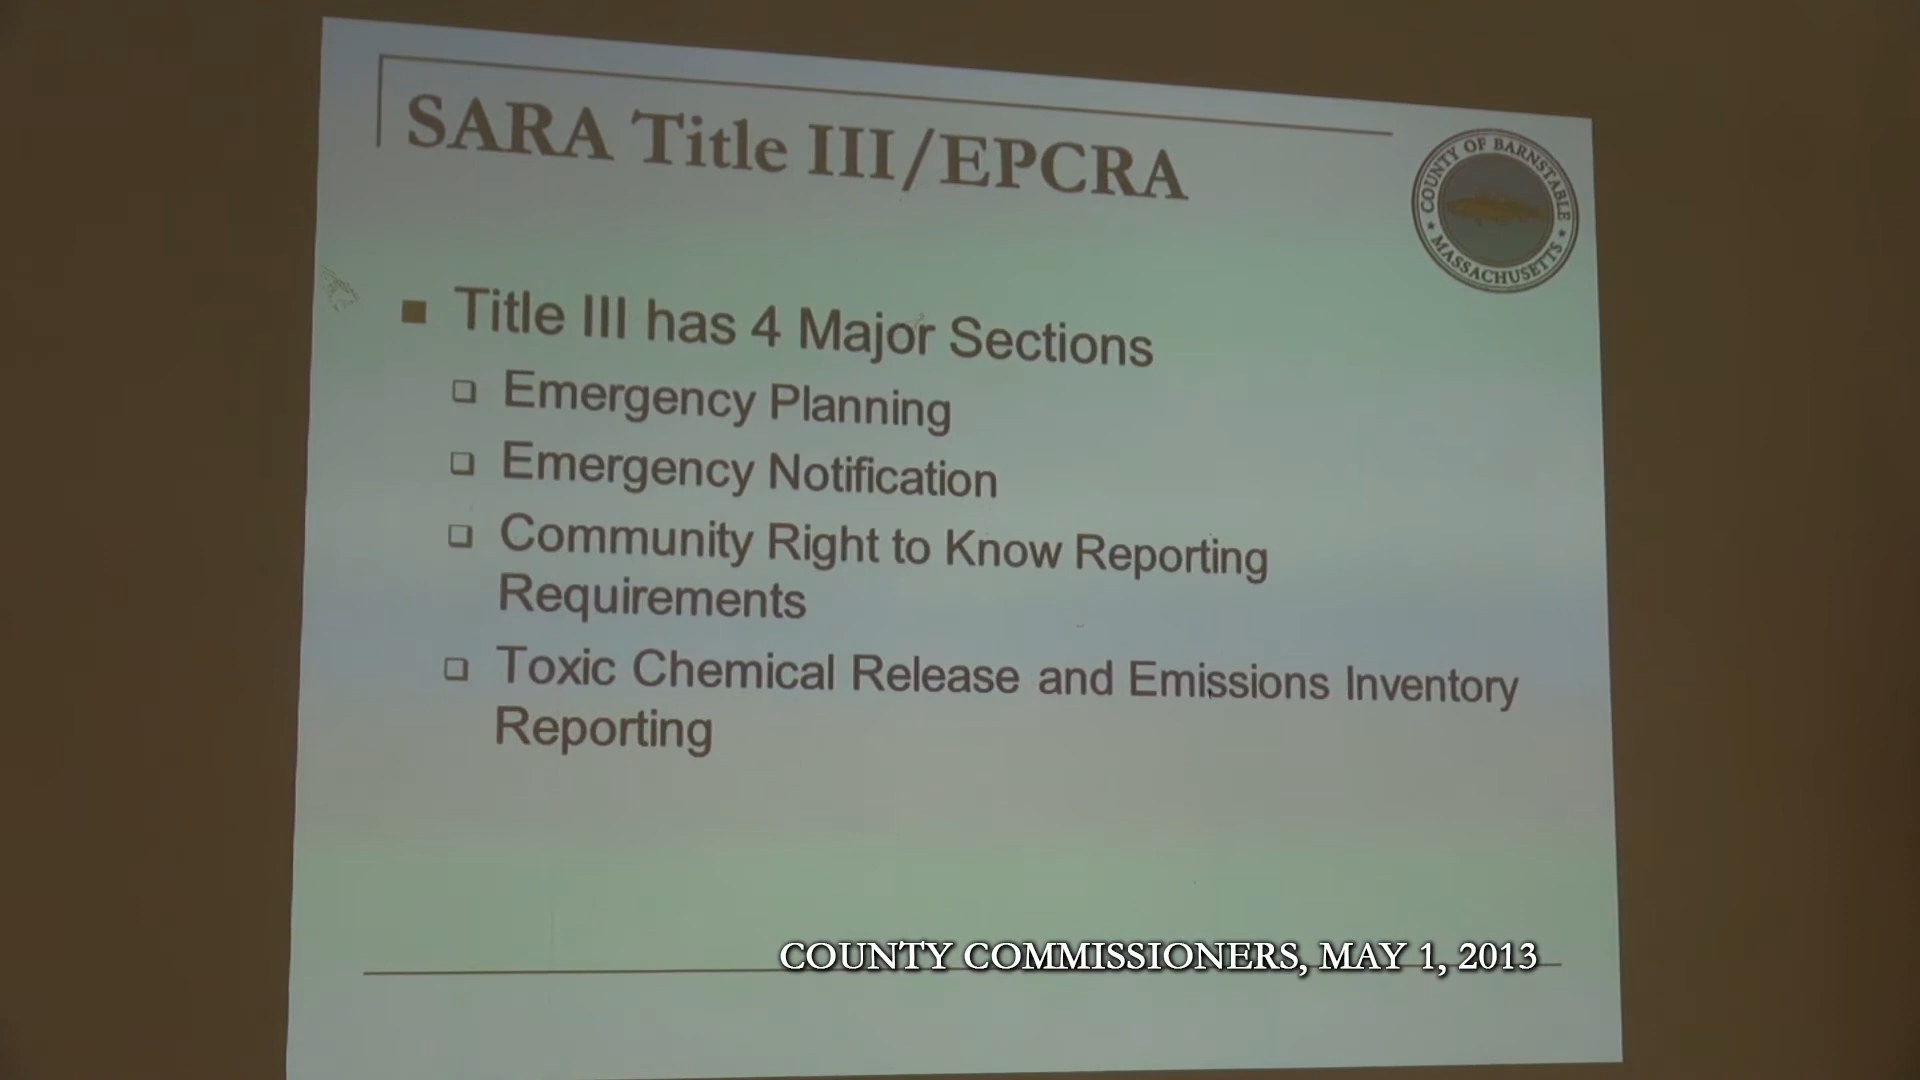 SARA Title III/EPCRA
COUNTY OF BARNSTABLE
★ MASSACHUSETTS ★
Title III has 4 Major Sections
Emergency Planning
Emergency Notification
Community Right to Know Reporting
Requirements
Toxic Chemical Release and Emissions Inventory
Reporting
COUNTY COMMISSIONERS, MAY 1, 2013